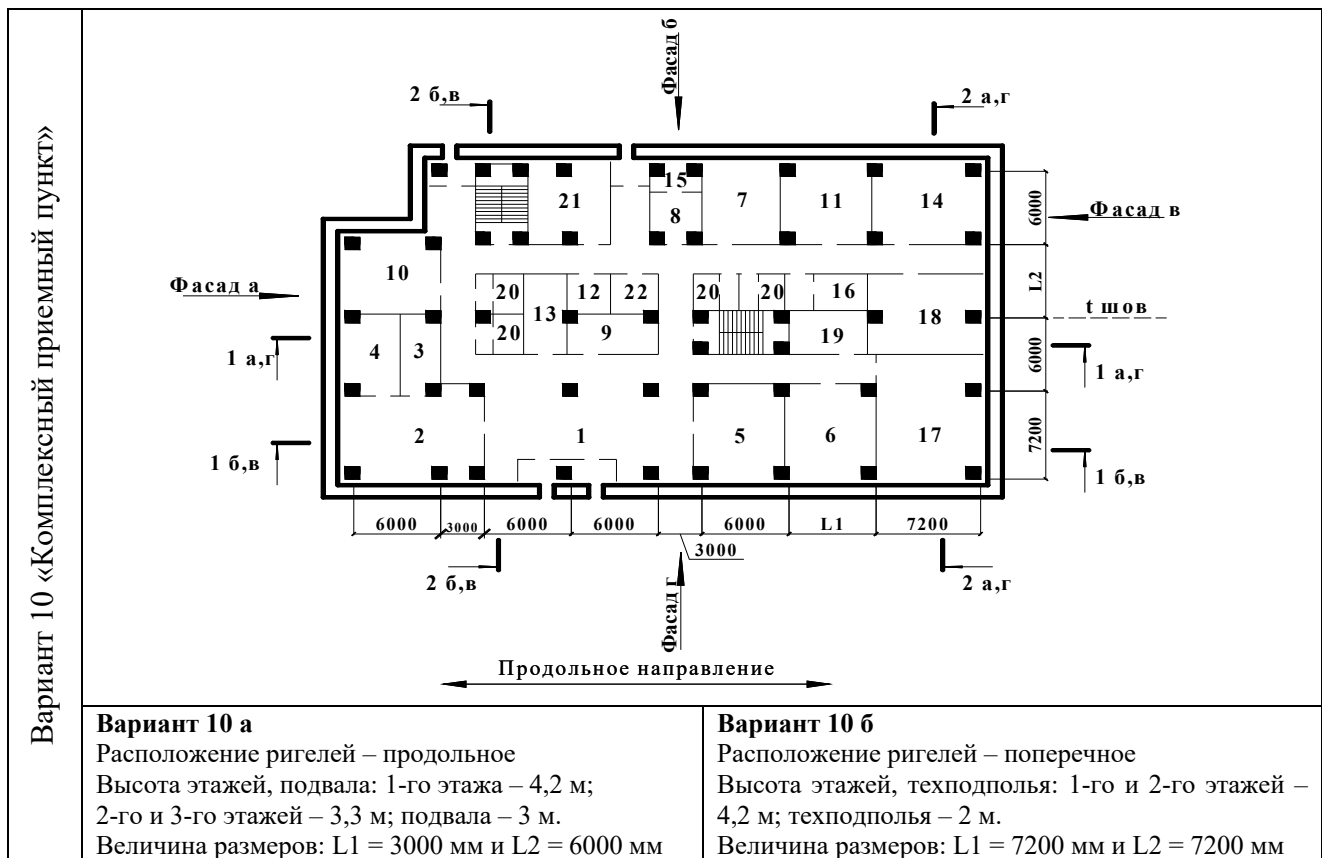 Вариант 10 «Комплексный приемный пункт»
Фасад б
2 б,в
2 а,г
15
21
7
11
14
8
6000
Фасад в
10
L2
Фасад а
20
12
22
20
20
16
13
18
t шов
20
9
19
4
3
1 а,г
6000
1 а,г
2
1
5
6
17
7200
1 б,в
1 б,в
6000
3000
6000
6000
6000
L1
7200
3000
2 б,в
Фасад г
2 а,г
Продольное направление
Вариант 10 а
Расположение ригелей – продольное
Высота этажей, подвала: 1-го этажа – 4,2 м;
2-го и 3-го этажей – 3,3 м; подвала – 3 м.
Величина размеров: L1 = 3000 мм и L2 = 6000 мм
Вариант 10 б
Расположение ригелей – поперечное
Высота этажей, техподполья: 1-го и 2-го этажей –
4,2 м; техподполья – 2 м.
Величина размеров: L1 = 7200 мм и L2 = 7200 мм